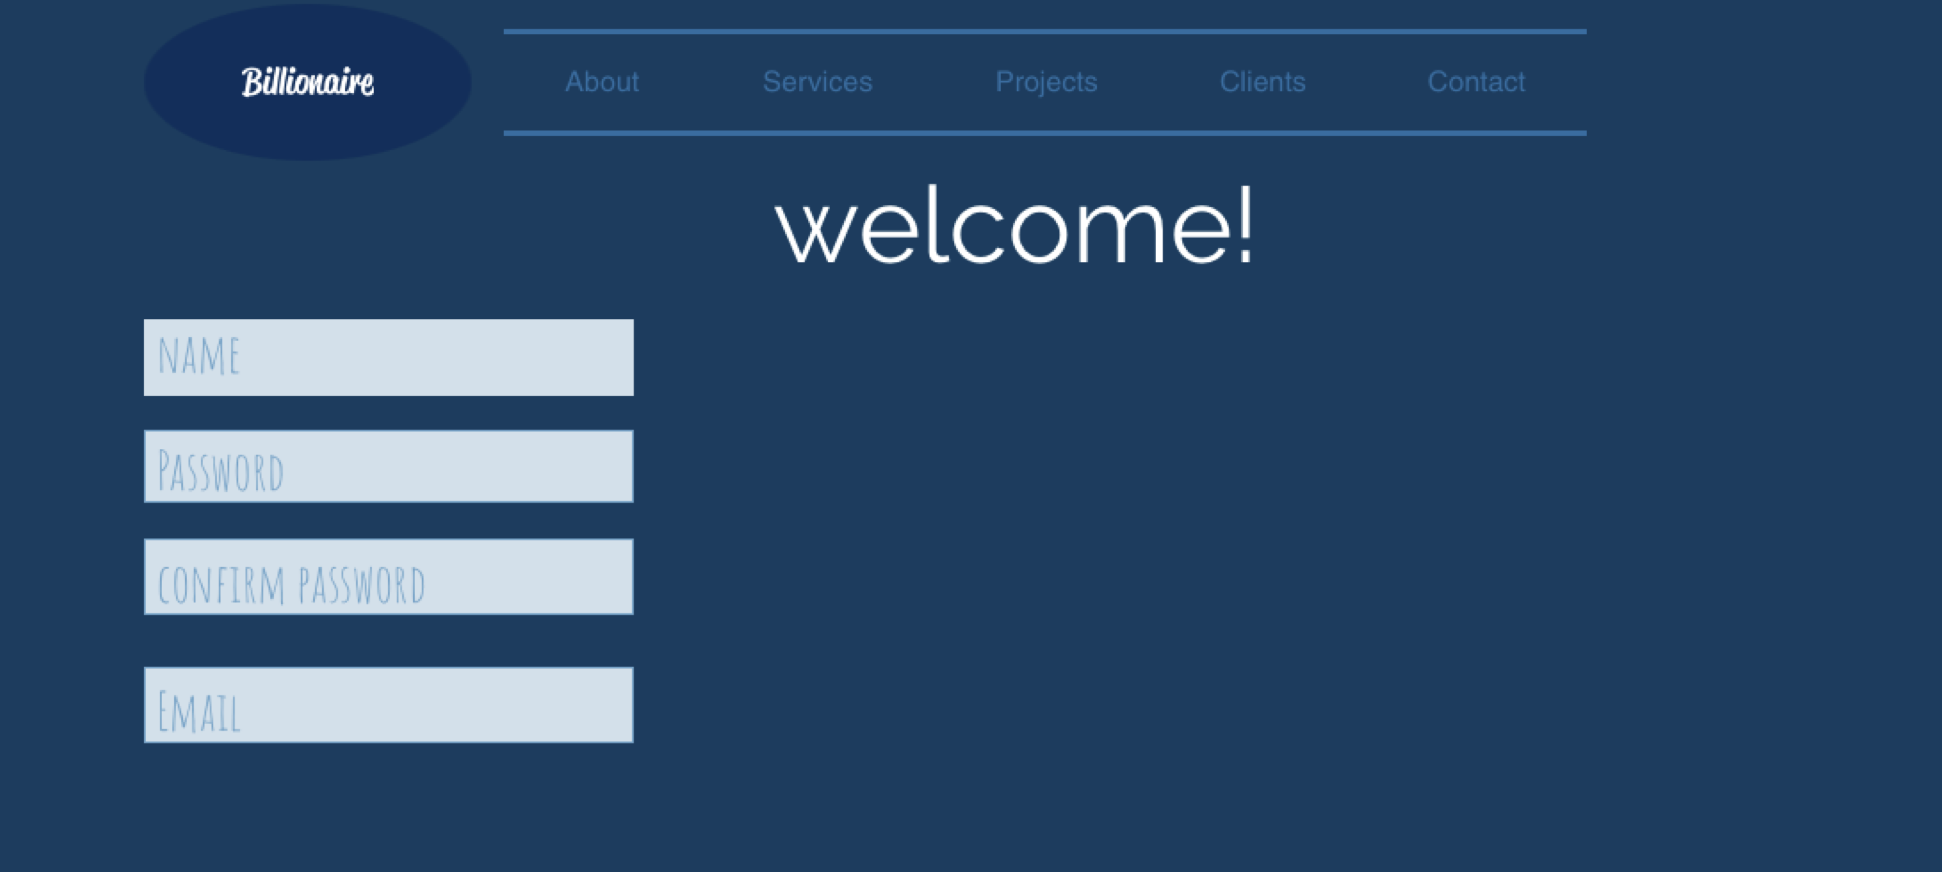 Billionaire
About Services Projects Clients Contact
welcome!
NAME
PASSWORD
CONFIRM PASSWORD
EMAIL